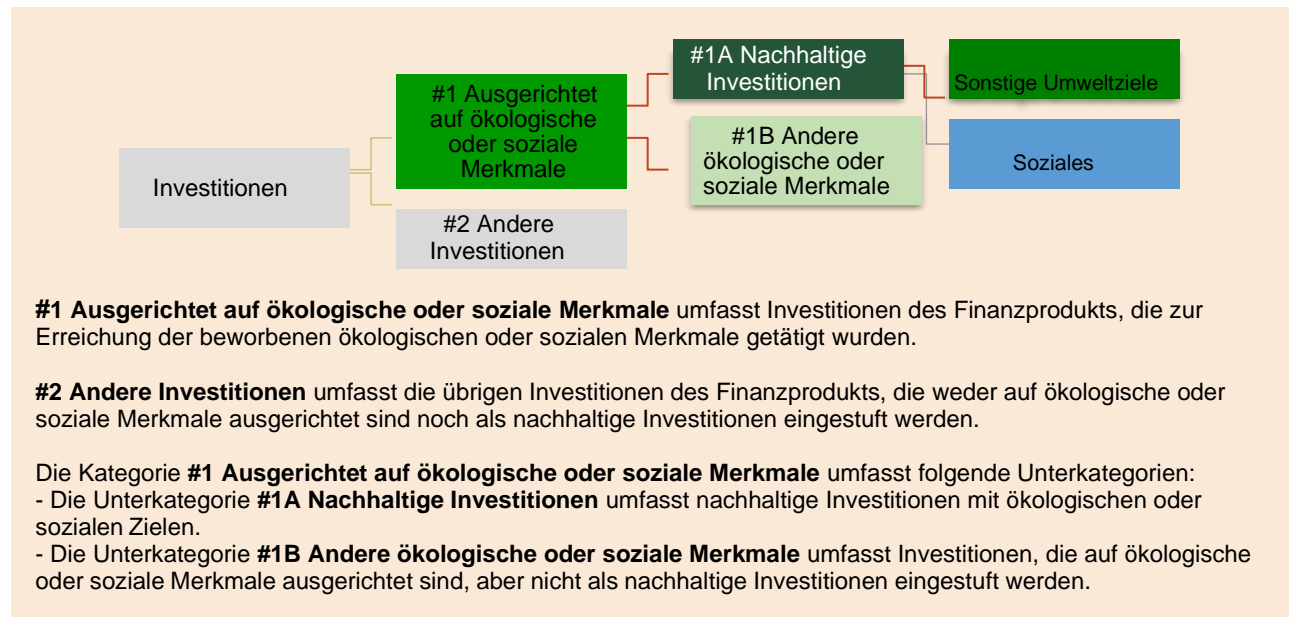 Investitionen
#1 Ausgerichtet
auf ökologische
oder soziale
Merkmale
#2 Andere
Investitionen
#1A Nachhaltige
Investitionen
#1B Andere
ökologische oder
soziale Merkmale
Sonstige Umweltziele
Soziales
#1 Ausgerichtet auf ökologische oder soziale Merkmale umfasst Investitionen des Finanzprodukts, die zur
Erreichung der beworbenen ökologischen oder sozialen Merkmale getätigt wurden.
#2 Andere Investitionen umfasst die übrigen Investitionen des Finanzprodukts, die weder auf ökologische oder
soziale Merkmale ausgerichtet sind noch als nachhaltige Investitionen eingestuft werden.
Die Kategorie #1 Ausgerichtet auf ökologische oder soziale Merkmale umfasst folgende Unterkategorien:
- Die Unterkategorie #1A Nachhaltige Investitionen umfasst nachhaltige Investitionen mit ökologischen oder
sozialen Zielen.
- Die Unterkategorie #1B Andere ökologische oder soziale Merkmale umfasst Investitionen, die auf ökologische
oder soziale Merkmale ausgerichtet sind, aber nicht als nachhaltige Investitionen eingestuft werden.